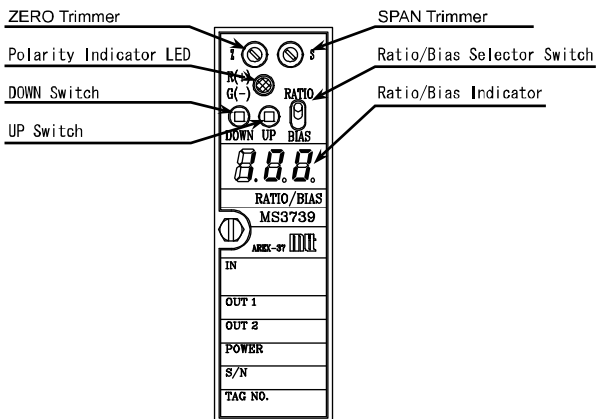 ZERO Trimmer
SPAN Trimmer
Polarity Indicator LED
Ratio/Bias Selector Switch
DOWN Switch
Ratio/Bias Indicator
UP Switch
Z
S
R(+)
G(-)
RATIO
DOWN UP BIAS
8.8.8.
RATIO/BIAS
MS3739
AREX-37 mtt
IN
OUT 1
OUT 2
POWER
S/N
TAG NO.